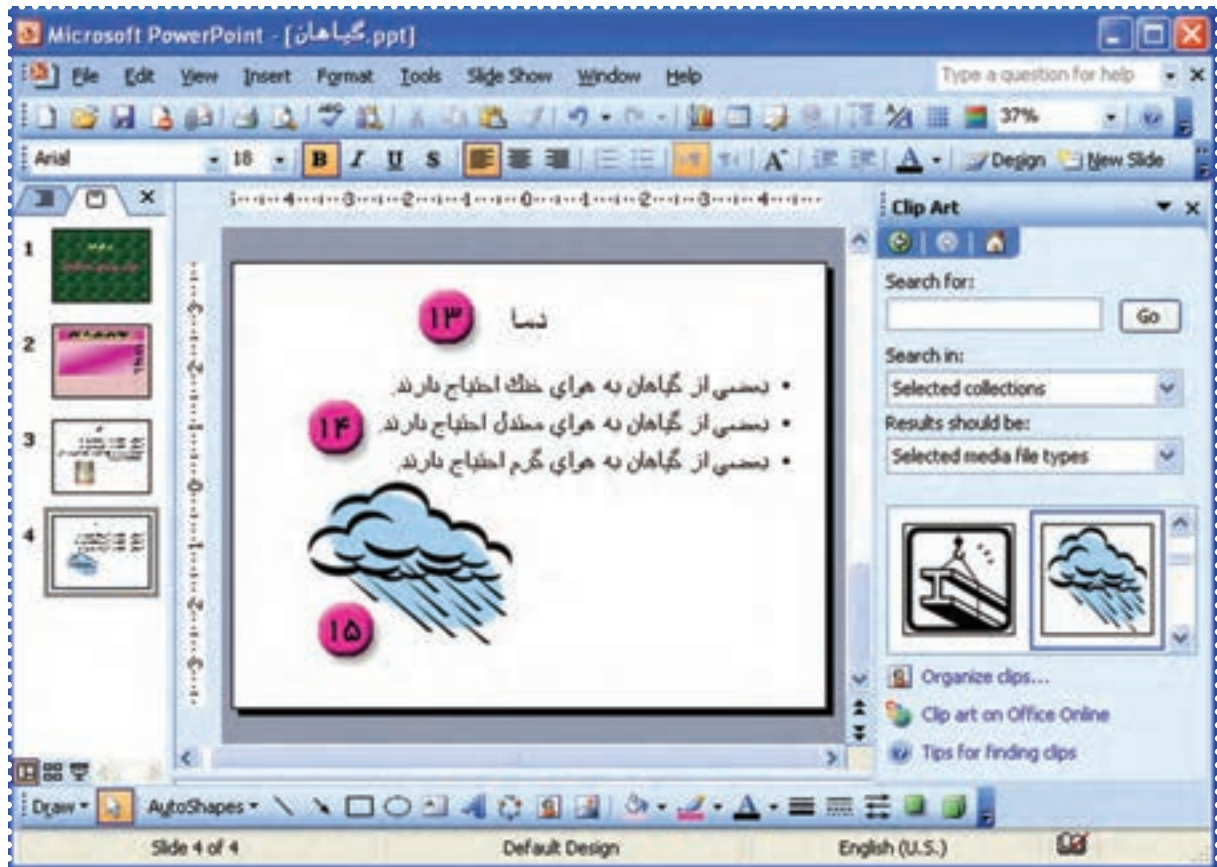 Microsoft PowerPoint - [گیاهان.ppt]
File Edit View Insert Format Tools Slide Show Window Help
Type a question for help
37%
Arial 18 B I U S
Design New Slide
Clip Art
Search for:
Go
Search in:
Selected collections
Results should be:
Selected media file types
Organize clips...
Clip art on Office Online
Tips for finding clips
1
2
3
4
دما
۱۳
• بعضی از گیاهان به هوای خنک احتیاج دارند.
• بعضی از گیاهان به هوای معتدل احتیاج دارند.
۱۴
• بعضی از گیاهان به هوای گرم احتیاج دارند.
۱۵
Draw AutoShapes
Slide 4 of 4 Default Design English (U.S.)